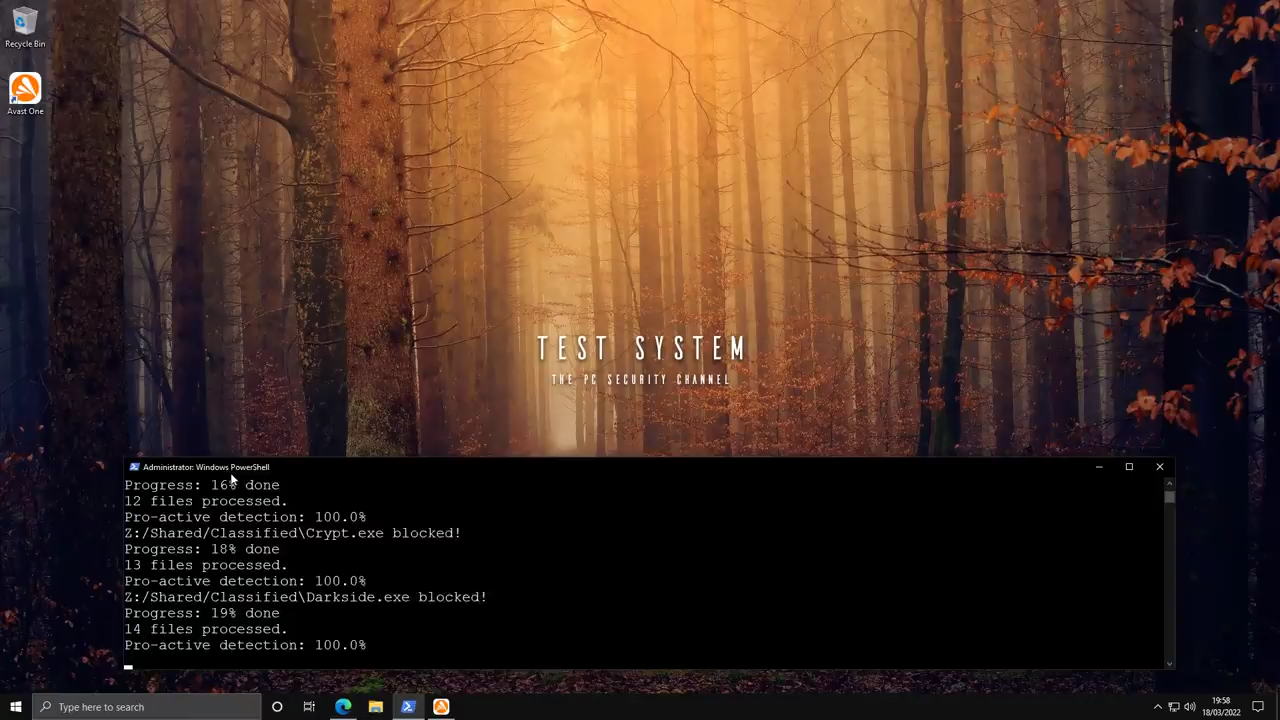 Recycle Bin
Avast One
TEST SYSTEM
THE PC SECURITY CHANNEL
Administrator: Windows PowerShell
Progress: 16% done
12 files processed.
Pro-active detection: 100.0%
Z:/Shared/Classified\Crypt.exe blocked!
Progress: 18% done
13 files processed.
Pro-active detection: 100.0%
Z:/Shared/Classified\Darkside.exe blocked!
Progress: 19% done
14 files processed.
Pro-active detection: 100.0%
Type here to search
19:58
18/03/2022